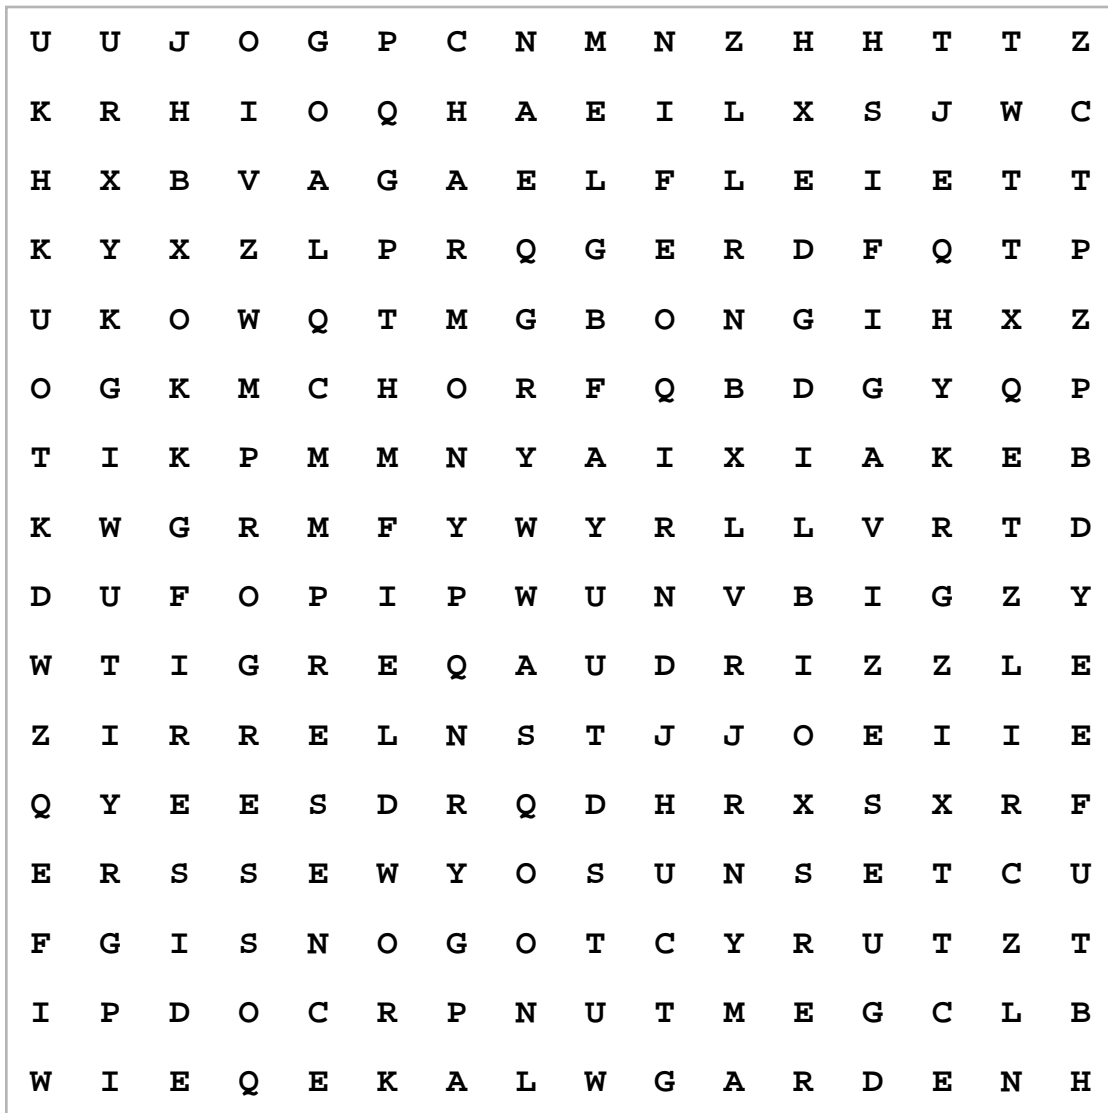 U U J O G P C N M N Z H H T T Z
K R H I O Q H A E I L X S J W C
H X B V A G A E L F L E I E T T
K Y X Z L P R Q G E R D F Q T P
U K O W Q T M G B O N G I H X Z
O G K M C H O R F Q B D G Y Q P
T I K P M M N Y A I X I A K E B
K W G R M F Y W Y R L L V R T D
D U F O P I P W U N V B I G Z Y
W T I G R E Q A U D R I Z Z L E
Z I R R E L N S T J J O E I I E
Q Y E E S D R Q D H R X S X R F
E R S S E W Y O S U N S E T C U
F G I S N O G O T C Y R U T Z T
I P D O C R P N U T M E G C L B
W I E Q E K A L W G A R D E N H